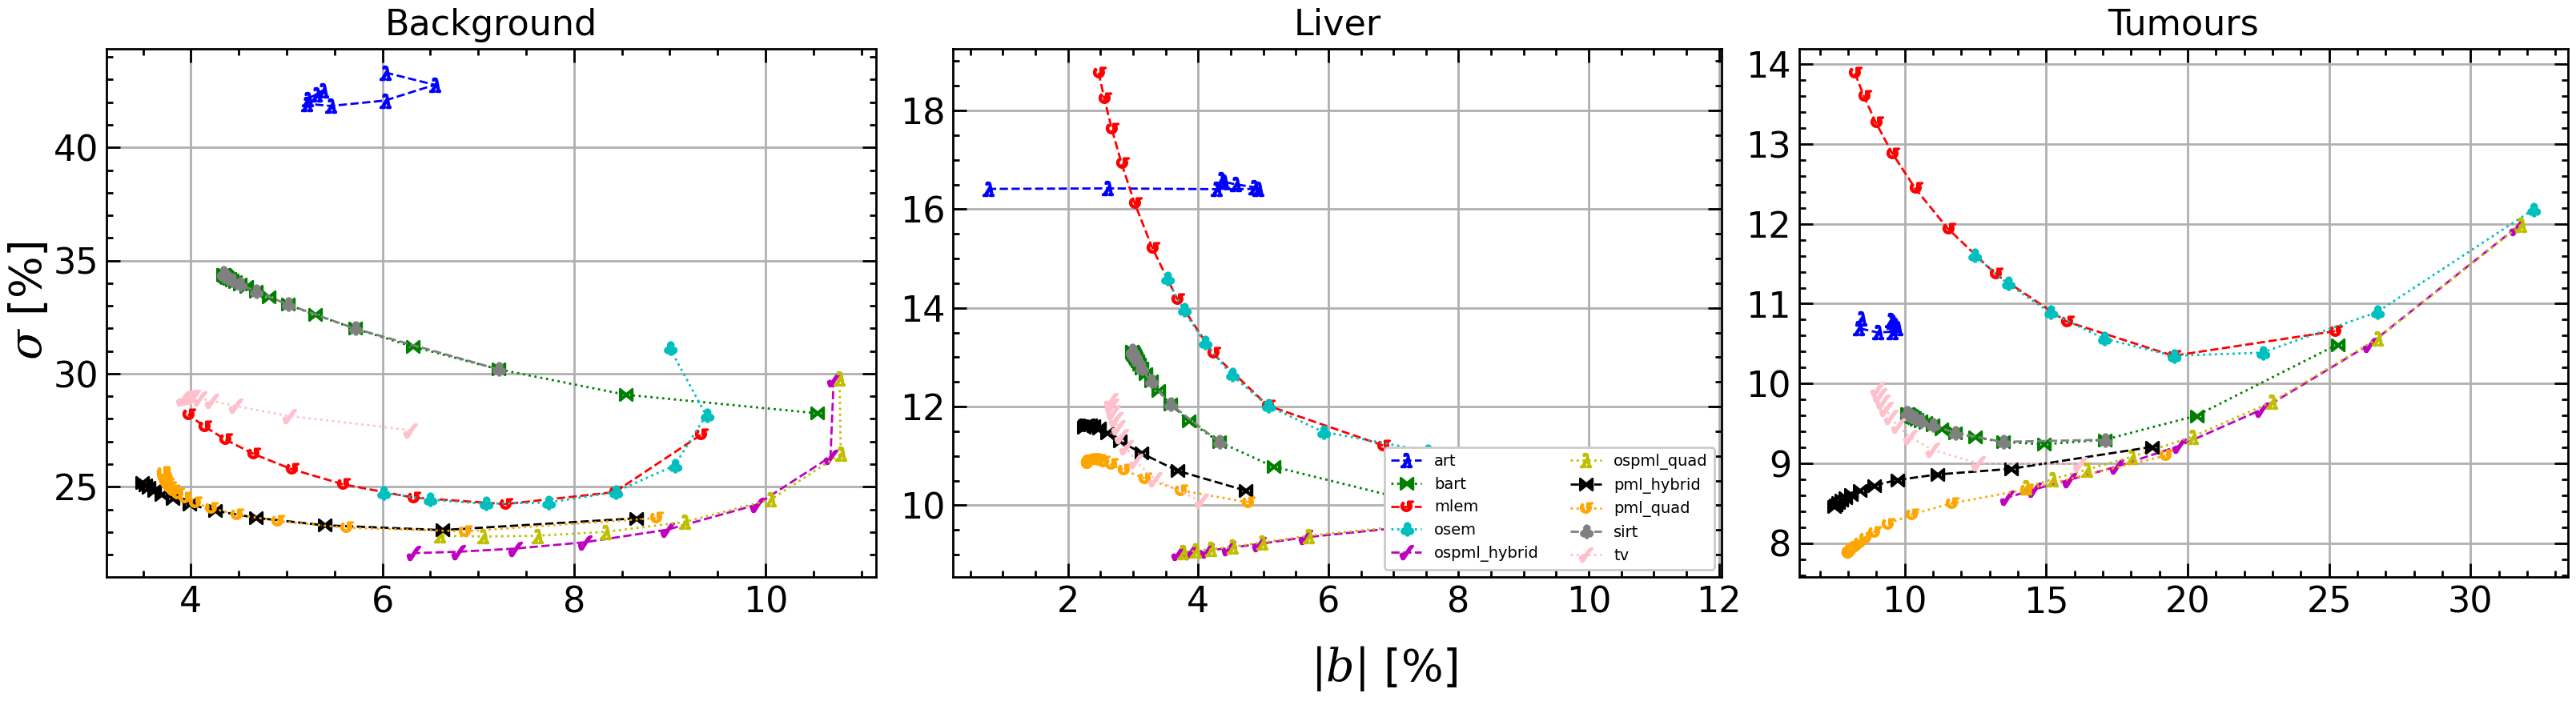 Background
Liver
Tumours
σ [%]
40
35
30
25
4
6
8
10
18
16
14
12
10
2
4
6
8
10
12
14
13
12
11
10
9
8
10
15
20
25
30
art
bart
mlem
osem
ospml_hybrid
ospml_quad
pml_hybrid
pml_quad
sirt
tv
|b| [%]